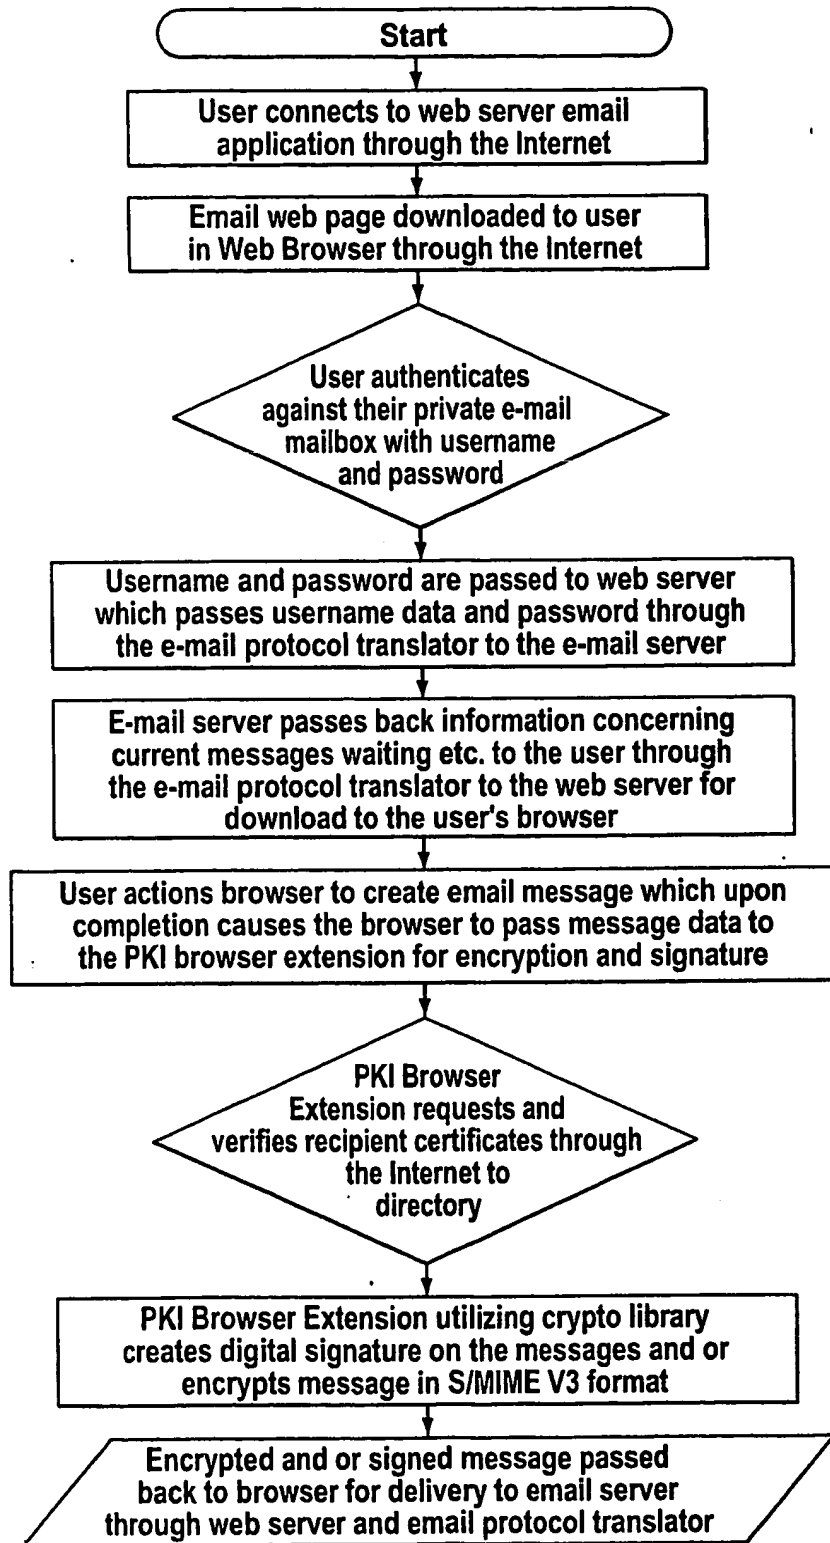 Start
User connects to web server email
application through the Internet
Email web page downloaded to user
in Web Browser through the Internet
User authenticates
against their private e-mail
mailbox with username
and password
Username and password are passed to web server
which passes username data and password through
the e-mail protocol translator to the e-mail server
E-mail server passes back information concerning
current messages waiting etc. to the user through
the e-mail protocol translator to the web server for
download to the user's browser
User actions browser to create email message which upon
completion causes the browser to pass message data to
the PKI browser extension for encryption and signature
PKI Browser
Extension requests and
verifies recipient certificates through
the Internet to
directory
PKI Browser Extension utilizing crypto library
creates digital signature on the messages and or
encrypts message in S/MIME V3 format
Encrypted and or signed message passed
back to browser for delivery to email server
through web server and email protocol translator